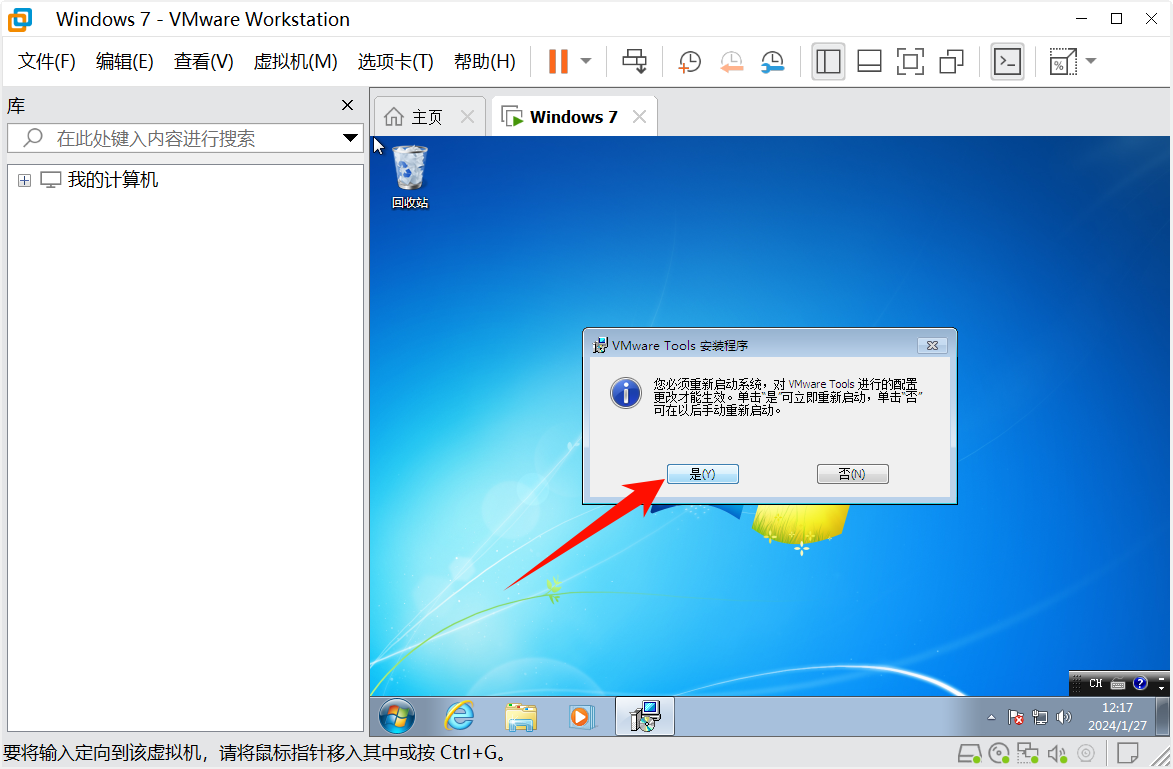 Windows 7 - VMware Workstation
文件(F) 编辑(E) 查看(V) 虚拟机(M) 选项卡(T) 帮助(H)
库
主页
Windows 7
在此处键入内容进行搜索
我的计算机
回收站
VMware Tools 安装程序
您必须重新启动系统，对 VMware Tools 进行的配置
更改才能生效。单击"是"可立即重新启动，单击"否"
可在以后手动重新启动。
是(Y)
否(N)
CH
12:17
2024/1/27
要将输入定向到该虚拟机，请将鼠标指针移入其中或按 Ctrl+G。